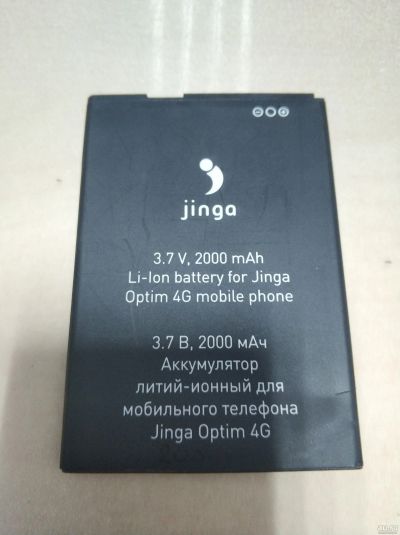 jinga
3.7 V, 2000 mAh
Li-Ion battery for Jinga
Optim 4G mobile phone
3.7 В, 2000 мАч
Аккумулятор
литий-ионный для
мобильного телефона
Jinga Optim 4G